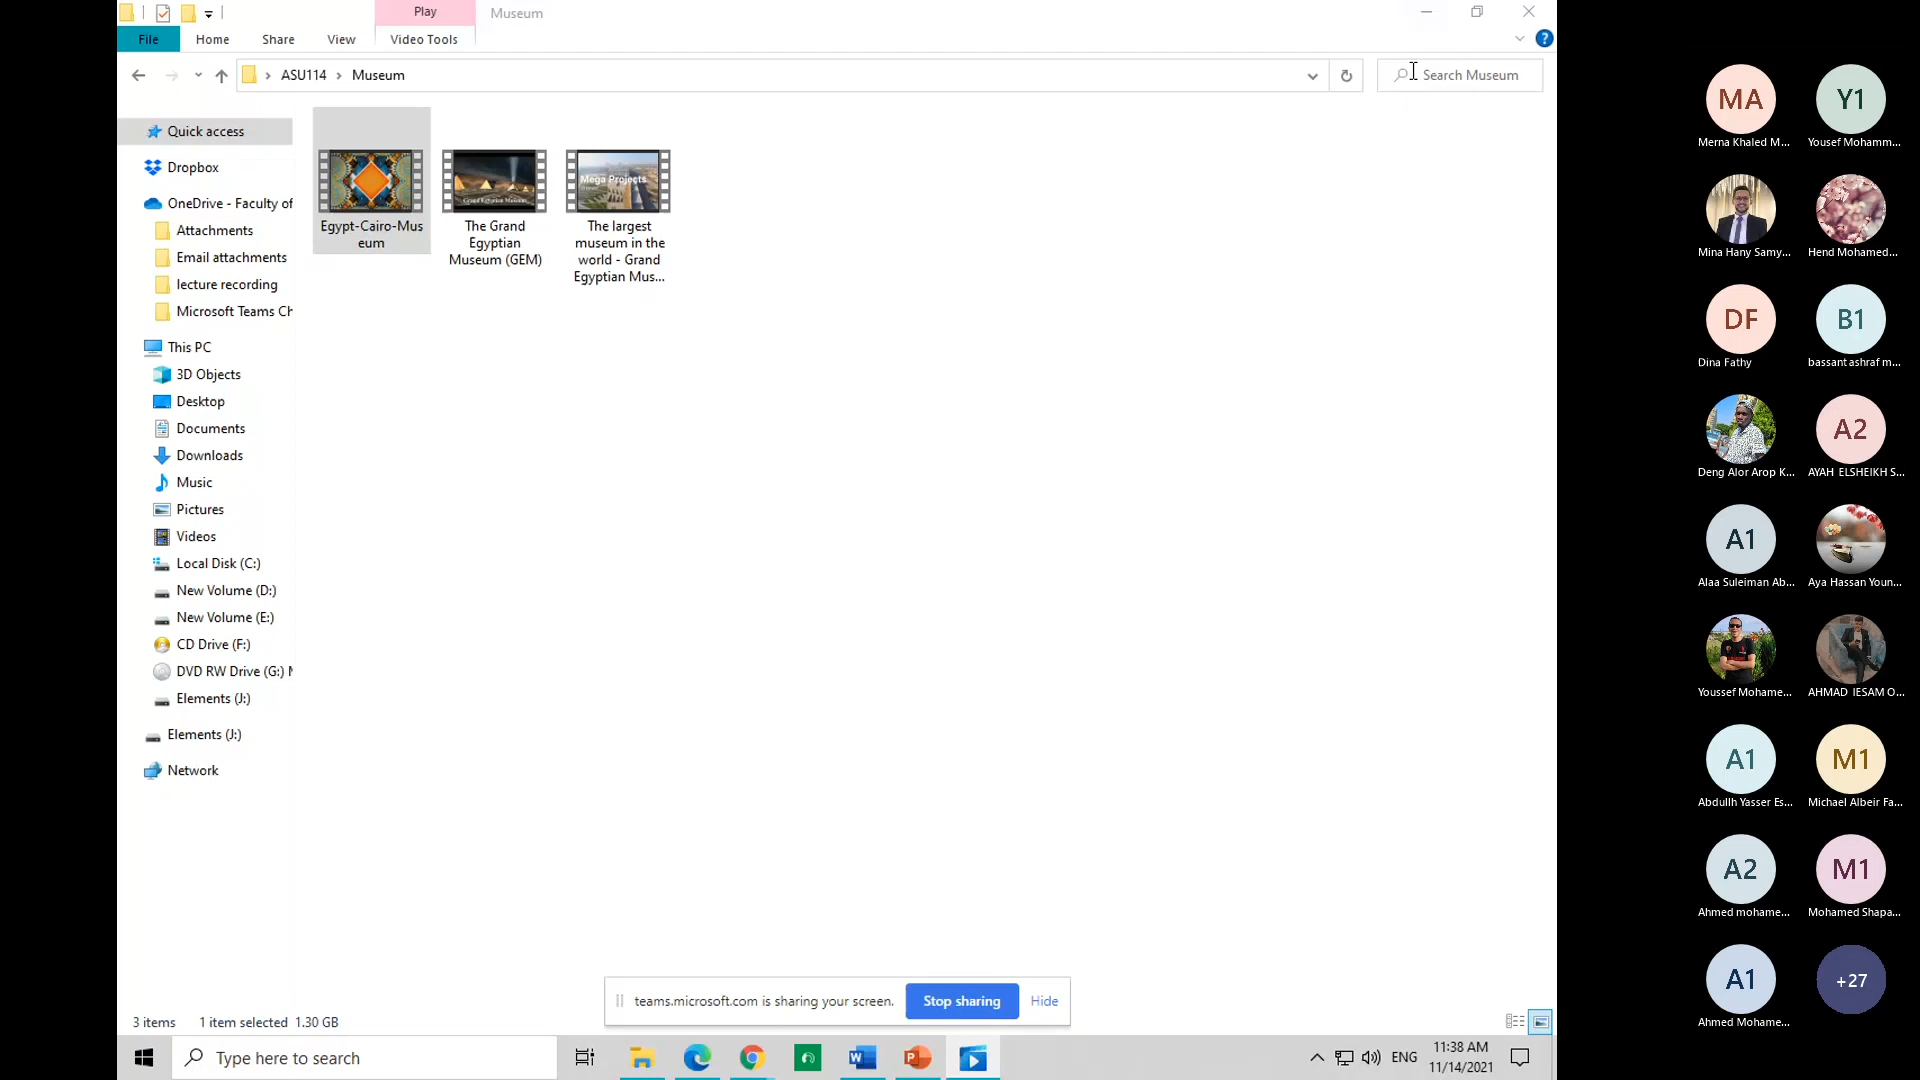 Play
Museum
File
Home
Share
View
Video Tools
ASU114
Museum
Search Museum
Quick access
Dropbox
OneDrive - Faculty of
Attachments
Email attachments
lecture recording
Microsoft Teams Ch
This PC
3D Objects
Desktop
Documents
Downloads
Music
Pictures
Videos
Local Disk (C:)
New Volume (D:)
New Volume (E:)
CD Drive (F:)
DVD RW Drive (G:) M
Elements (J:)
Elements (J:)
Network
Grand Egyptian Museum
Mega Projects
Egypt-Cairo-Mus
eum
The Grand
Egyptian
Museum (GEM)
The largest
museum in the
world - Grand
Egyptian Mus...
MA
Merna Khaled M...
Y1
Yousef Mohamm...
Mina Hany Samy...
Hend Mohamed...
DF
Dina Fathy
B1
bassant ashraf m...
Deng Alor Arop K...
A2
AYAH ELSHEIKH S...
A1
Alaa Suleiman Ab...
Aya Hassan Youn...
Youssef Mohame...
AHMAD IESAM O...
A1
Abdullh Yasser Es...
M1
Michael Albeir Fa...
A2
Ahmed mohame...
M1
Mohamed Shapa...
A1
Ahmed Mohame...
+27
teams.microsoft.com is sharing your screen.
Stop sharing
Hide
3 items
1 item selected 1.30 GB
Type here to search
ENG
11:38 AM
11/14/2021